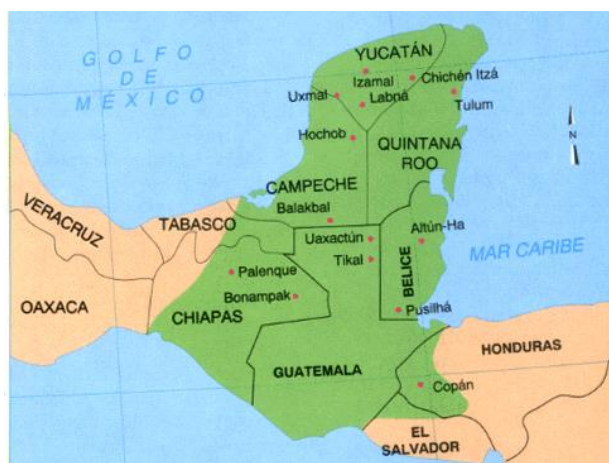 GOLFO
DE
MÉXICO
YUCATÁN
Izamal
Chichén Itzá
Uxmal
Labná
Tulum
N
Hochob
QUINTANA
ROO
CAMPECHE
Balakbal
VERACRUZ
TABASCO
Uaxactún
Altún-Ha
Tikal
MAR CARIBE
Palenque
BELICE
OAXACA
Bonampak
CHIAPAS
Pusilhá
HONDURAS
GUATEMALA
Copán
EL
SALVADOR